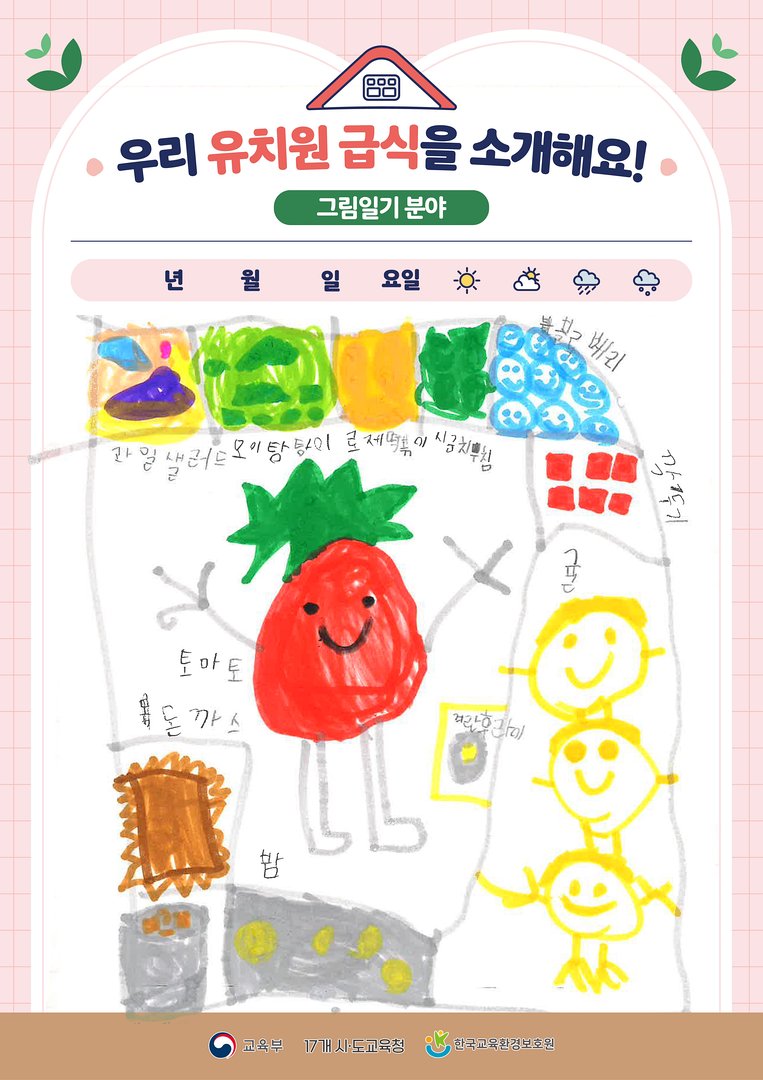 우리 유치원 급식을 소개해요!
그림일기 분야
년 월 일 요일
블루베리
과일샐러드 오이탕탕이 로제떡볶이 시금치무침
깍두기
귤
토마토
돈까스
계란후라이
밥
교육부 17개 시·도교육청 한국교육환경보호원